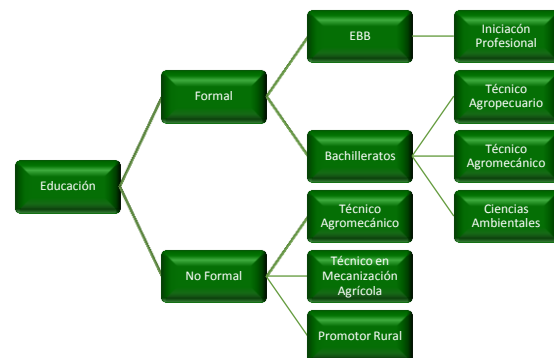 EBB
Iniciacón
Profesional
Formal
Técnico
Agropecuario
Bachilleratos
Técnico
Agromecánico
Educación
Técnico
Agromecánico
Ciencias
Ambientales
No Formal
Técnico en
Mecanización
Agrícola
Promotor Rural